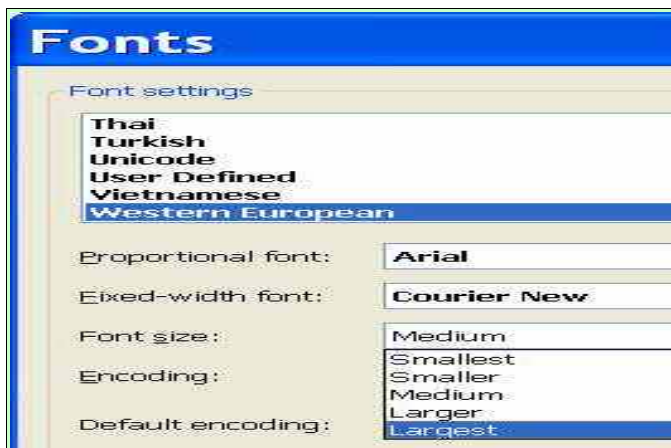 Fonts
Font settings
Thai
Turkish
Unicode
User Defined
Vietnamese
Western European
Proportional font: Arial
Fixed-width font: Courier New
Font size: Medium
Smallest
Encoding: Smaller
Medium
Larger
Default encoding: Largest